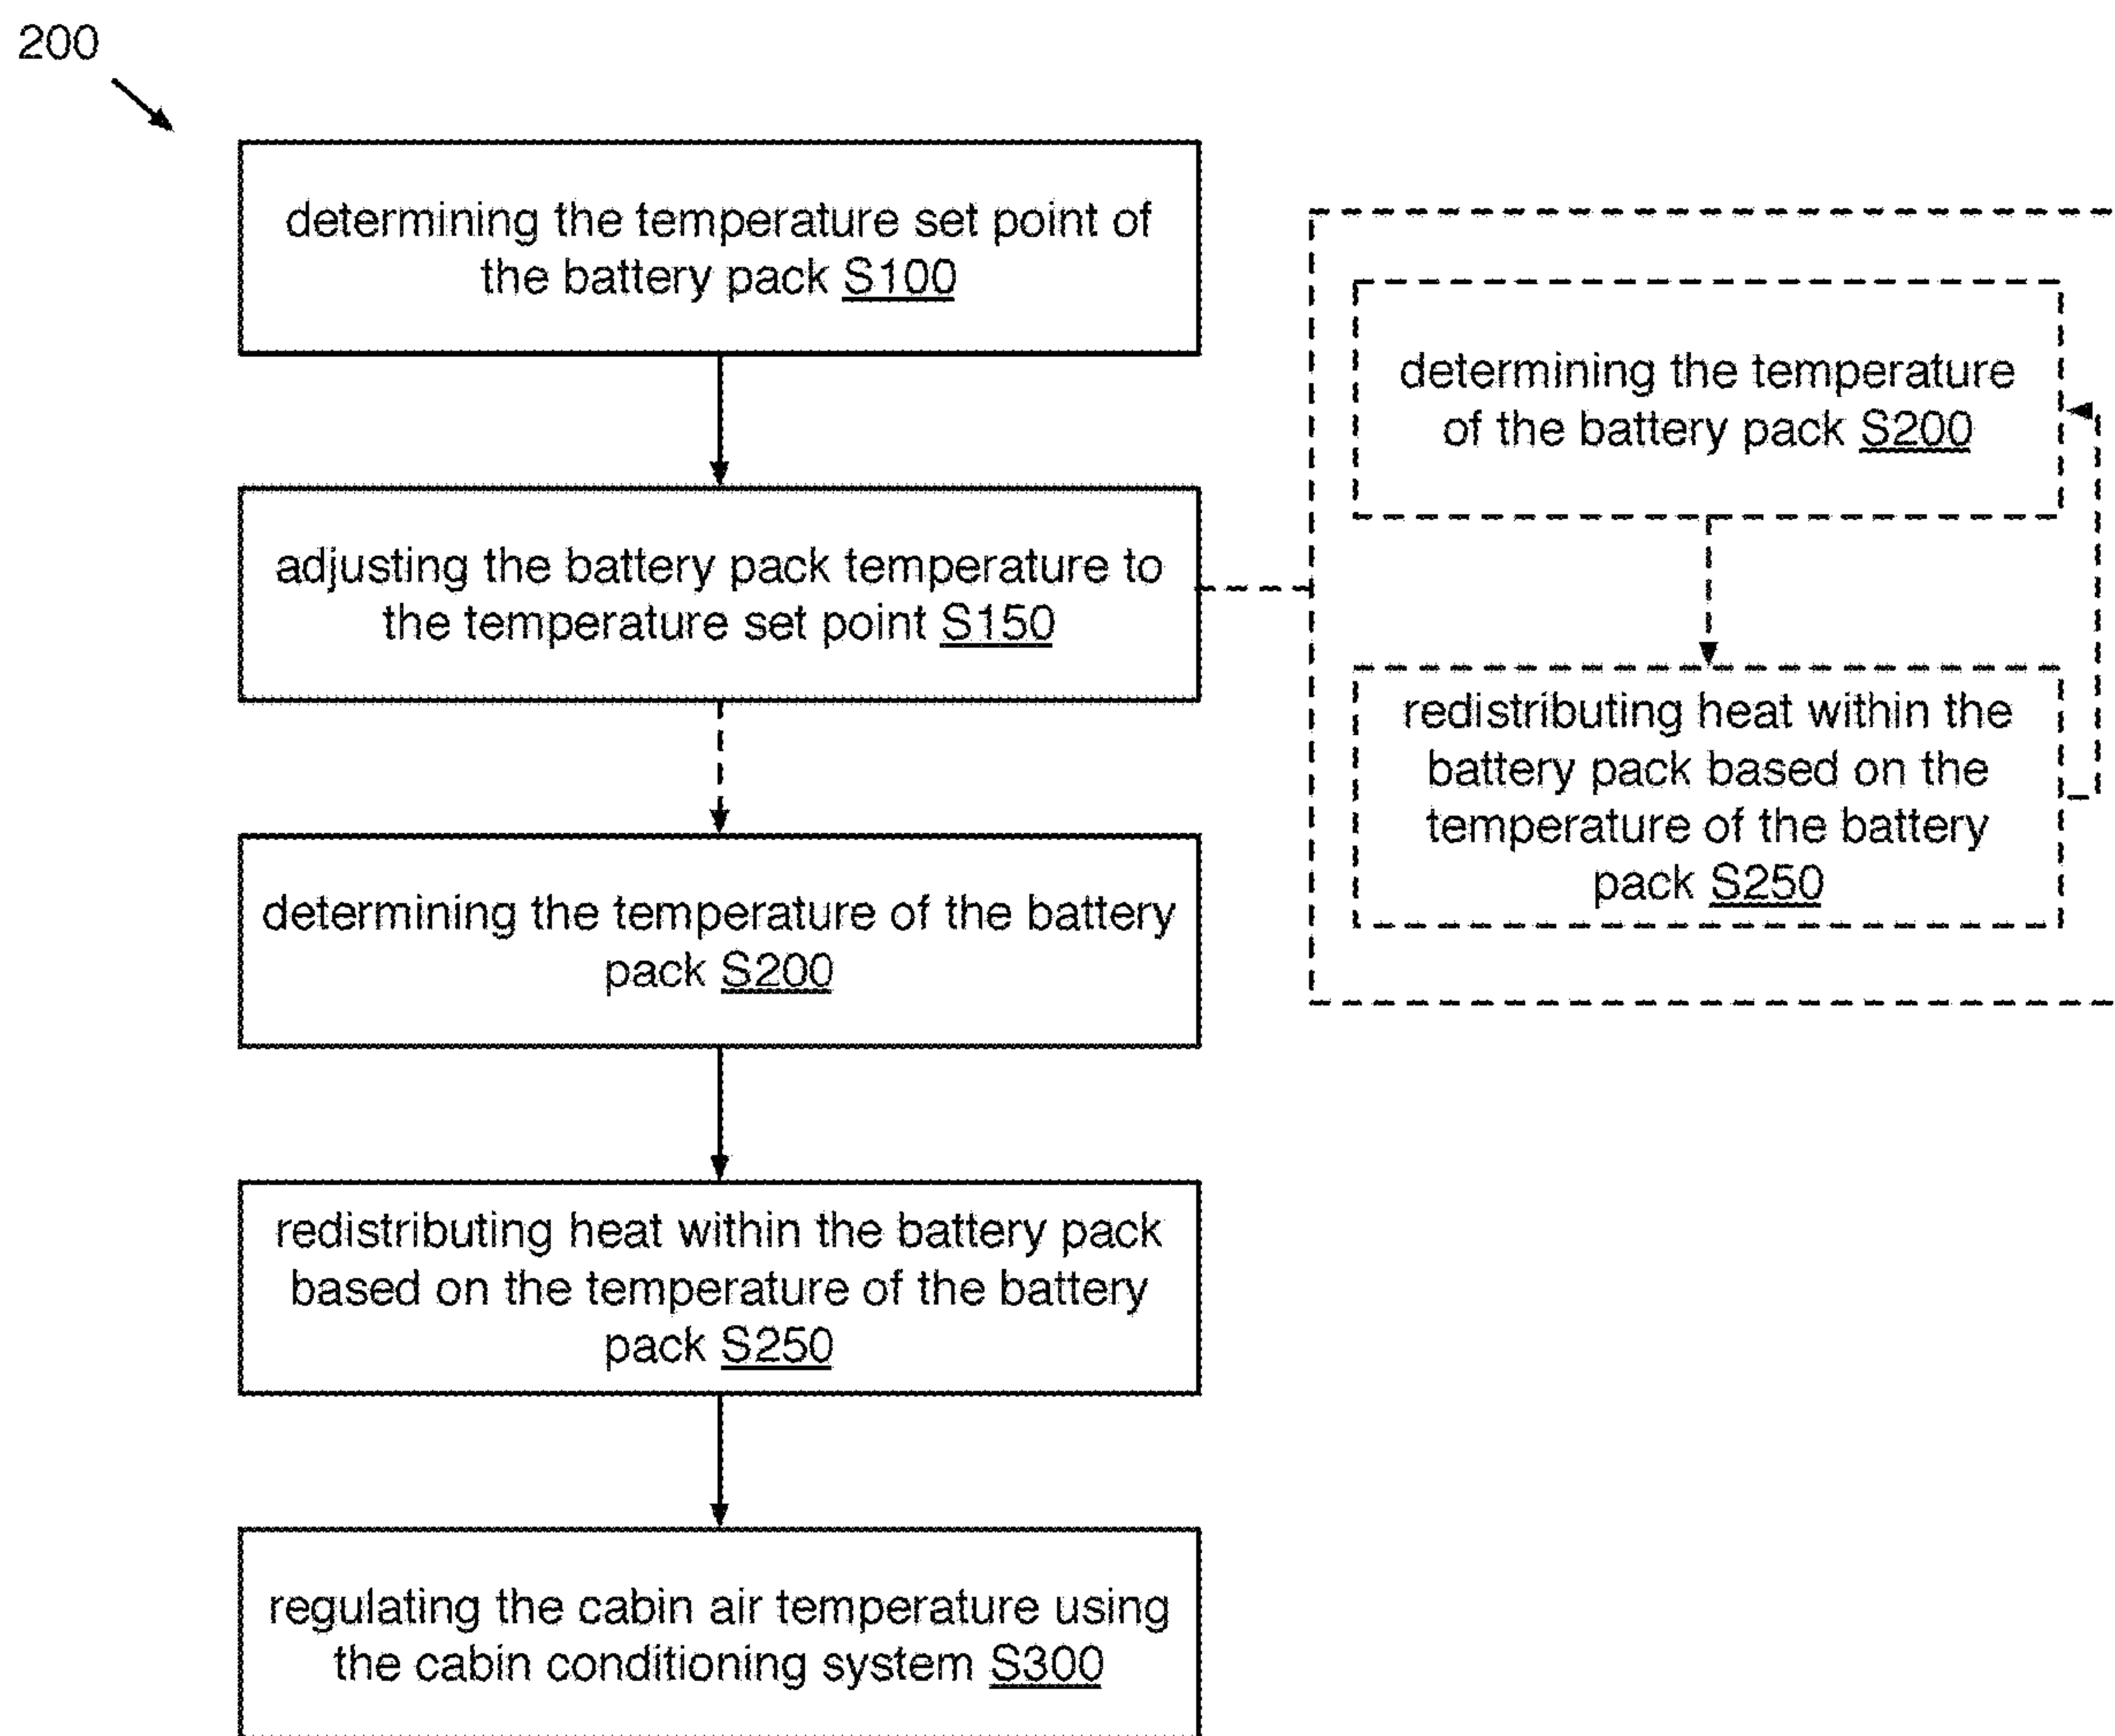 200
determining the temperature set point of
the battery pack S100
adjusting the battery pack temperature to
the temperature set point S150
determining the temperature of the battery
pack S200
redistributing heat within the battery pack
based on the temperature of the battery
pack S250
regulating the cabin air temperature using
the cabin conditioning system S300
determining the temperature
of the battery pack S200
redistributing heat within the
battery pack based on the
temperature of the battery
pack S250